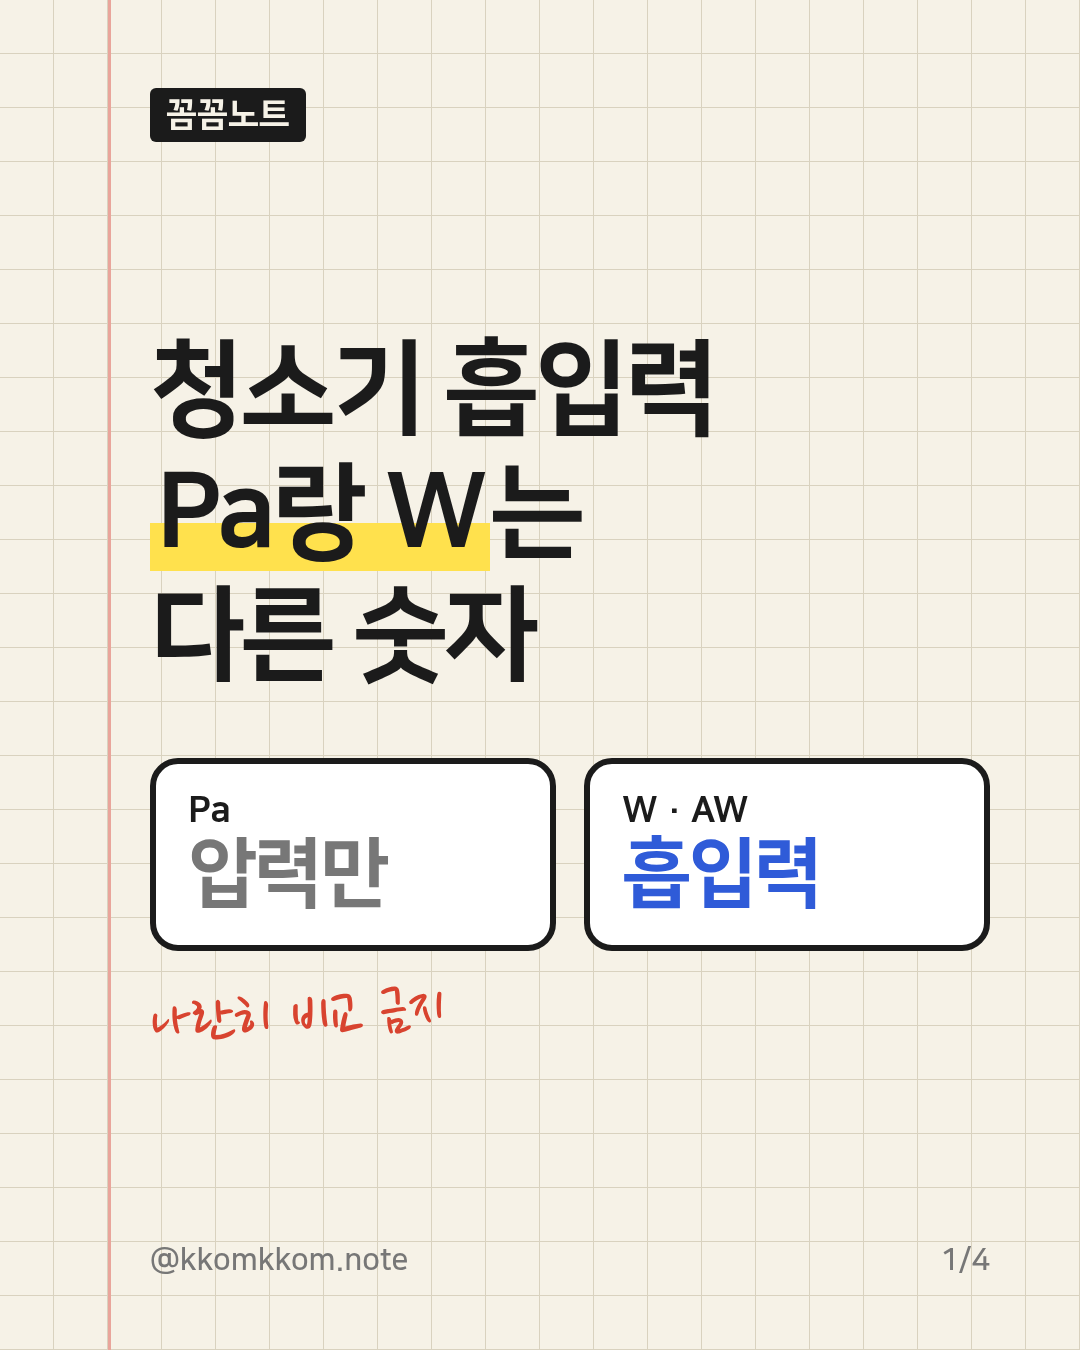 꼼꼼노트
청소기 흡입력
Pa랑 W는
다른 숫자
Pa
압력만
W · AW
흡입력
나란히 비교 금지
@kkomkkom.note
1/4